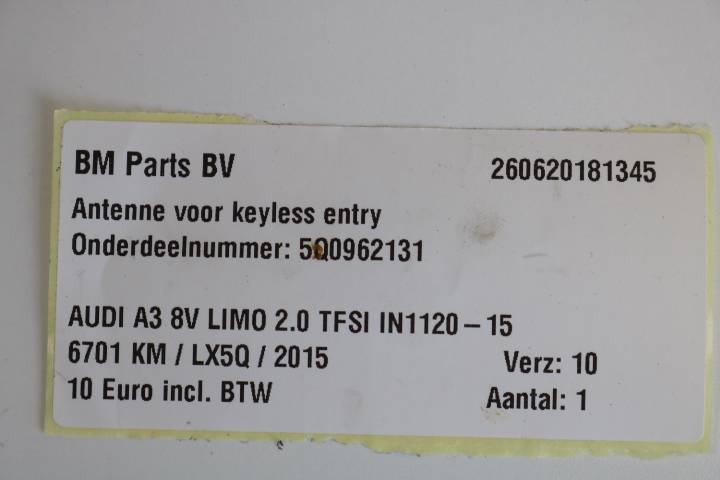 BM Parts BV 260620181345
Antenne voor keyless entry
Onderdeelnummer: 5Q0962131
AUDI A3 8V LIMO 2.0 TFSI IN1120-15
6701 KM / LX5Q / 2015 Verz: 10
10 Euro incl. BTW Aantal: 1